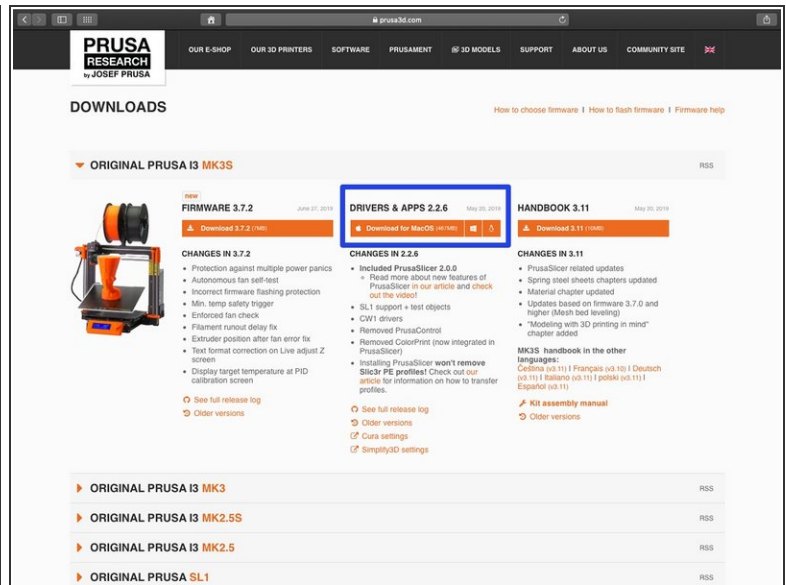 prusa3d.com
PRUSA
RESEARCH
by JOSEF PRUSA
OUR E-SHOP
OUR 3D PRINTERS
SOFTWARE
PRUSAMENT
3D MODELS
SUPPORT
ABOUT US
COMMUNITY SITE
DOWNLOADS
How to choose firmware I How to flash firmware I Firmware help
ORIGINAL PRUSA I3 MK3S
RSS
new
FIRMWARE 3.7.2
June 27, 2019
Download 3.7.2 (7MB)
CHANGES IN 3.7.2
• Protection against multiple power panics
• Autonomous fan self-test
• Incorrect firmware flashing protection
• Min. temp safety trigger
• Enforced fan check
• Filament runout delay fix
• Extruder position after fan error fix
• Text format correction on Live adjust Z
screen
• Display target temperature at PID
calibration screen
See full release log
Older versions
DRIVERS & APPS 2.2.6
May 20, 2019
Download for MacOS (467MB)
CHANGES IN 2.2.6
• Included PrusaSlicer 2.0.0
Read more about new features of
PrusaSlicer in our article and check
out the video!
• SL1 support + test objects
• CW1 drivers
• Removed PrusaControl
• Removed ColorPrint (now integrated in
PrusaSlicer)
• Installing PrusaSlicer won't remove
Slic3r PE profiles! Check out our
article for information on how to transfer
profiles.
See full release log
Older versions
Cura settings
Simplify3D settings
HANDBOOK 3.11
May 20, 2019
Download 3.11 (10MB)
CHANGES IN 3.11
• PrusaSlicer related updates
• Spring steel sheets chapters updated
• Material chapter updated
• Updates based on firmware 3.7.0 and
higher (Mesh bed leveling)
• "Modeling with 3D printing in mind"
chapter added
MK3S handbook in the other
languages:
Čeština (v3.11) I Français (v3.10) I Deutsch
(v3.11) I Italiano (v3.11) I polski (v3.11) I
Español (v3.11)
Kit assembly manual
Older versions
ORIGINAL PRUSA I3 MK3
RSS
ORIGINAL PRUSA I3 MK2.5S
RSS
ORIGINAL PRUSA I3 MK2.5
RSS
ORIGINAL PRUSA SL1
RSS